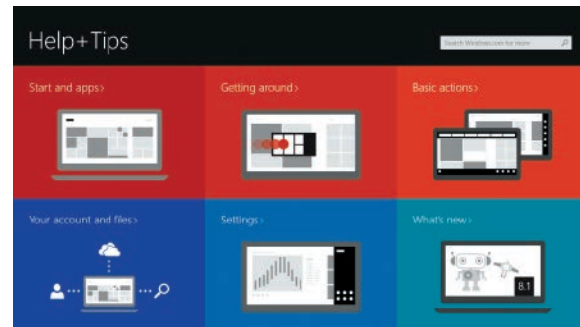 Help+Tips
Search Windows.com for more
Start and apps›
Getting around›
Basic actions›
Your account and files›
Settings›
What's new›
8.1